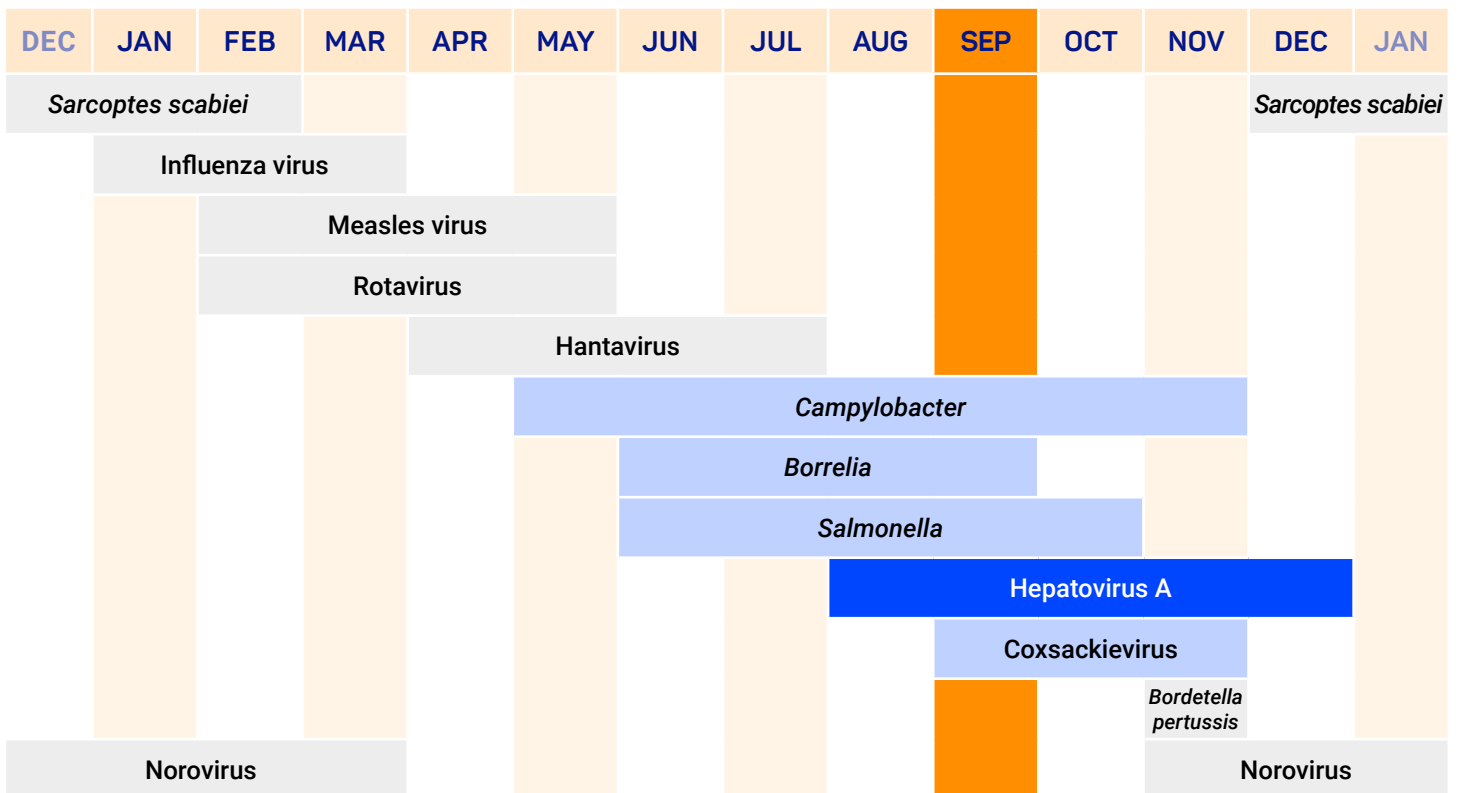 DEC JAN FEB MAR APR MAY JUN JUL AUG SEP OCT NOV DEC JAN
Sarcoptes scabiei Sarcoptes scabiei
Influenza virus
Measles virus
Rotavirus
Hantavirus
Campylobacter
Borrelia
Salmonella
Hepatovirus A
Coxsackievirus
Bordetella
pertussis
Norovirus Norovirus